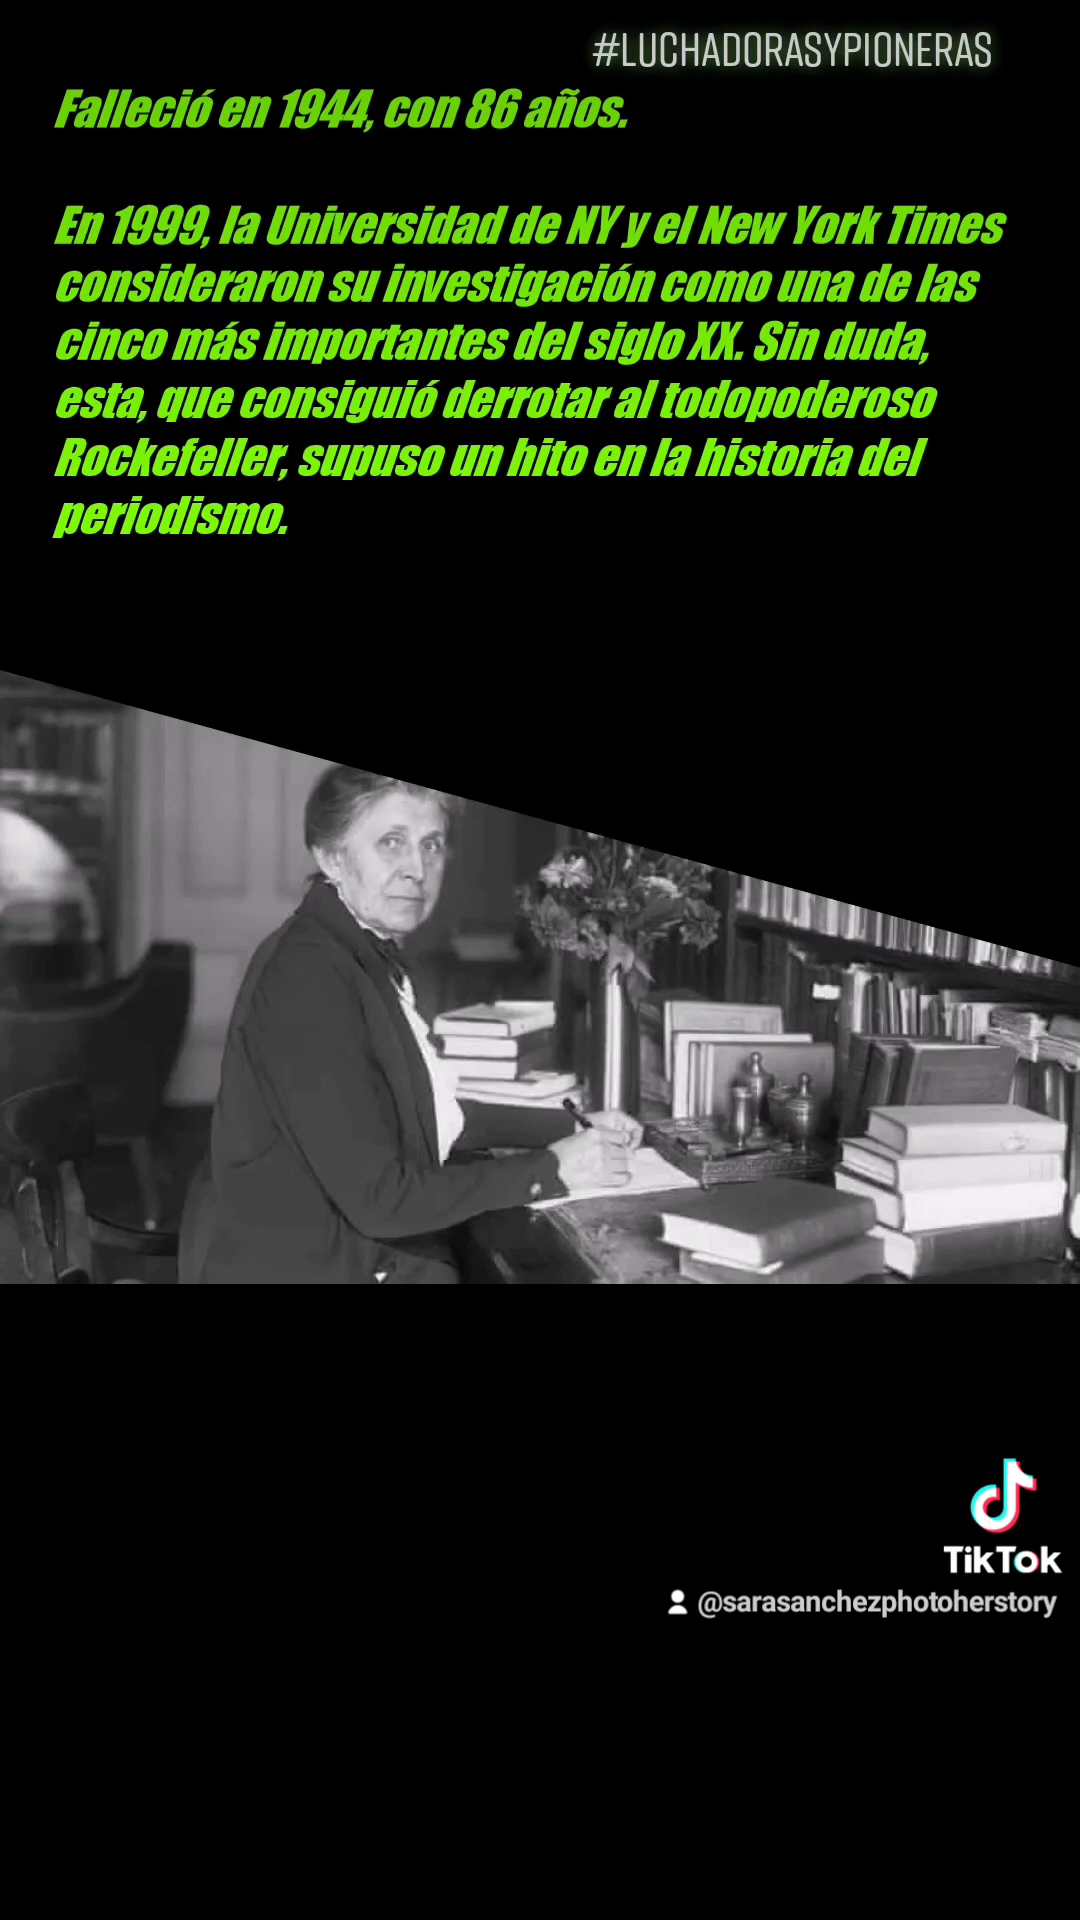 #LUCHADORASYPIONERAS
Falleció en 1944, con 86 años.
En 1999, la Universidad de NY y el New York Times
consideraron su investigación como una de las
cinco más importantes del siglo XX. Sin duda,
esta, que consiguió derrotar al todopoderoso
Rockefeller, supuso un hito en la historia del
periodismo.
TikTok
@sarasanchezphotoherstory